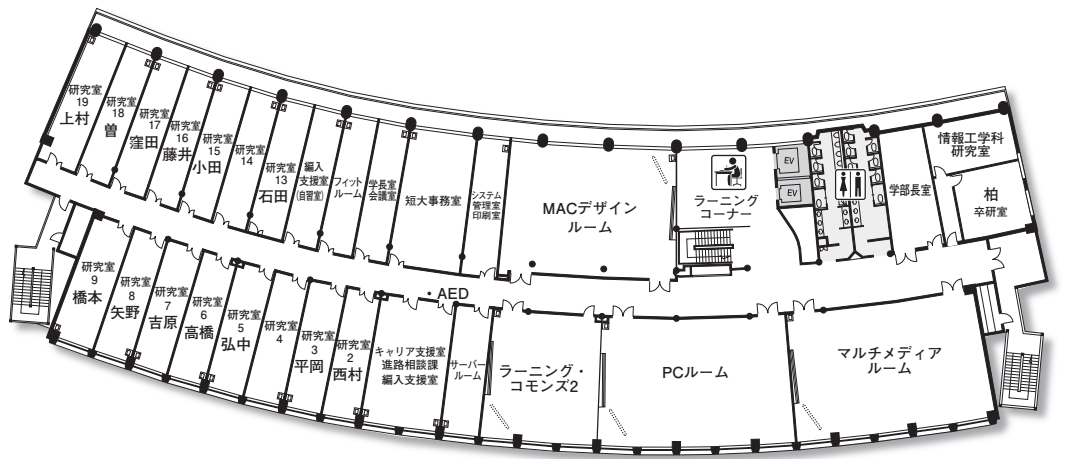 研究室
19
上村
研究室
18
曽
研究室
17
窪田
研究室
16
藤井
研究室
15
小田
研究室
14
研究室
13
石田
編入
支援室
(自習室)
フィット
ルーム
学長室
会議室
短大事務室
システム
管理室
印刷室
MACデザイン
ルーム
ラーニング
コーナー
EV
EV
学部長室
情報工学科
研究室
柏
卒研室
研究室
9
橋本
研究室
8
矢野
研究室
7
吉原
研究室
6
高橋
研究室
5
弘中
研究室
4
研究室
3
平岡
研究室
2
西村
・AED
キャリア支援室
進路相談課
編入支援室
サーバー
ルーム
ラーニング・
コモンズ2
PCルーム
マルチメディア
ルーム